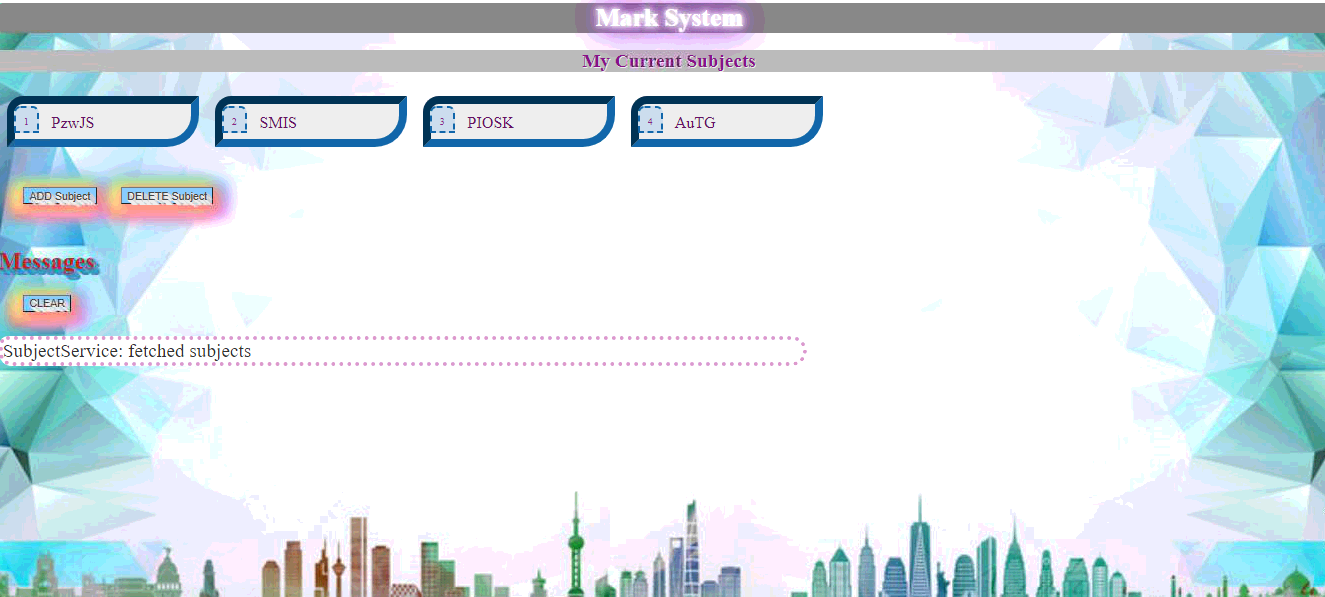 Mark System
My Current Subjects
1 PzwJS
2 SMIS
3 PIOSK
4 AuTG
ADD Subject DELETE Subject
Messages
CLEAR
SubjectService: fetched subjects